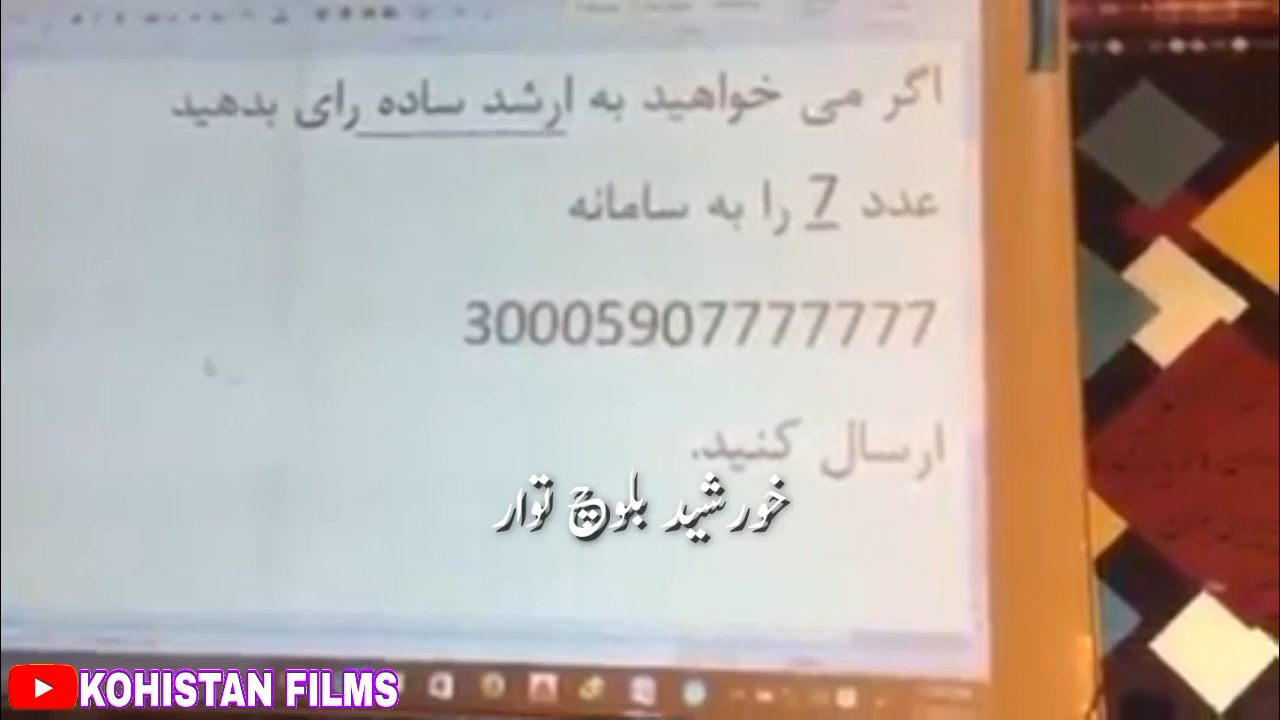 اگر می خواهید به ارشد ساده رای بدهید
عدد 7 را به سامانه
30005907777777
ارسال کنید.
خورشید بلوچ توار
KOHISTAN FILMS